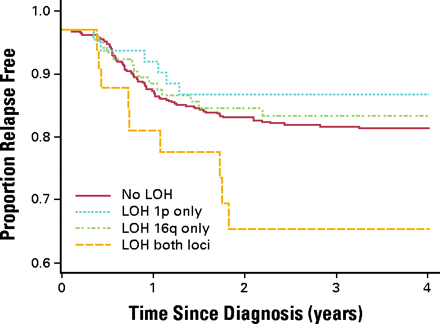 1.0
0.9
0.8
0.7
0.6
Proportion Relapse Free
No LOH
LOH 1p only
LOH 16q only
LOH both loci
0 1 2 3 4
Time Since Diagnosis (years)